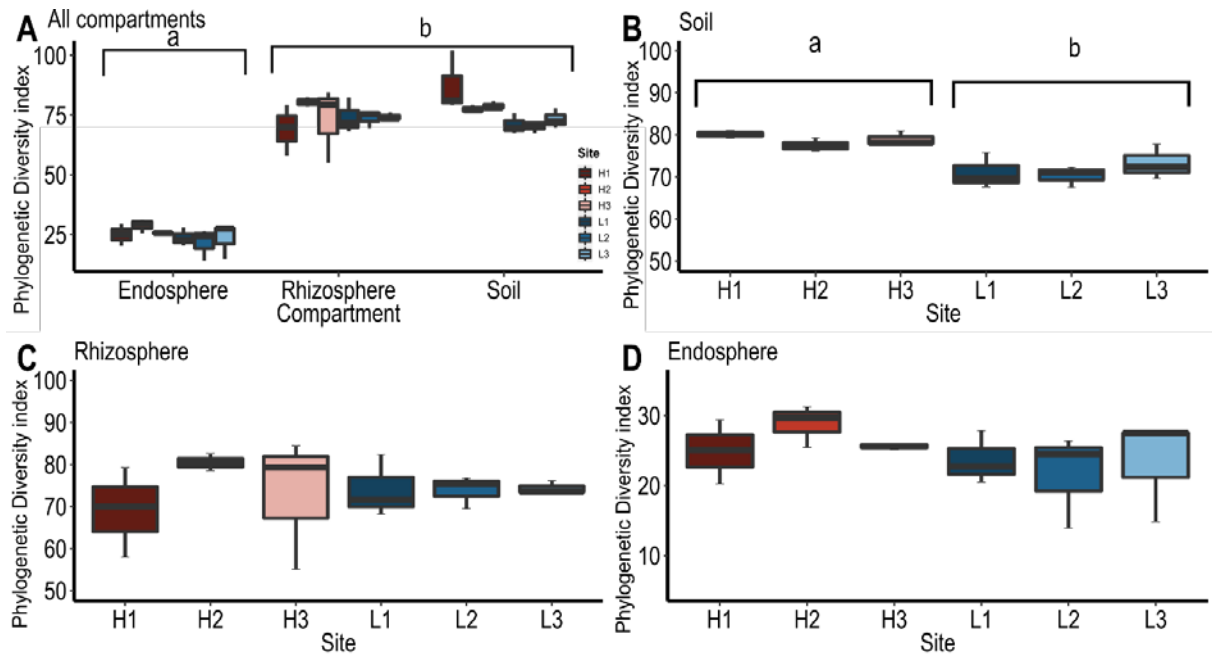 A All compartments
a
b
Phylogenetic Diversity index
100
75
50
25
Site
H1
H2
H3
L1
L2
L3
Endosphere Rhizosphere Soil
Compartment
B Soil
a
b
Phylogenetic Diversity index
100
90
80
70
60
50
H1 H2 H3 L1 L2 L3
Site
C Rhizosphere
Phylogenetic Diversity index
100
90
80
70
60
50
H1 H2 H3 L1 L2 L3
Site
D Endosphere
Phylogenetic Diversity index
30
20
10
H1 H2 H3 L1 L2 L3
Site